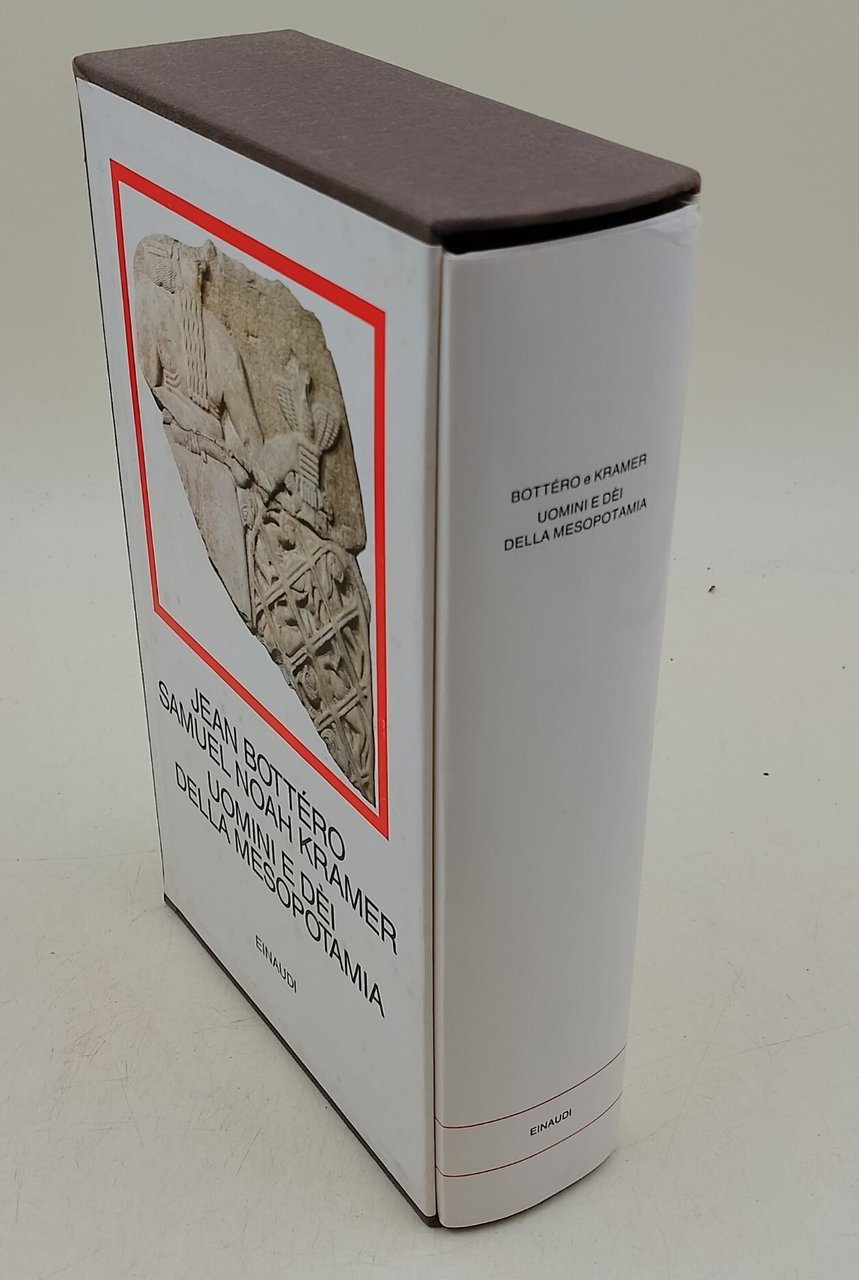 JEAN BOTTÉRO
SAMUEL NOAH KRAMER
UOMINI E DÈI
DELLA MESOPOTAMIA
EINAUDI
BOTTÉRO e KRAMER
UOMINI E DÈI
DELLA MESOPOTAMIA
EINAUDI